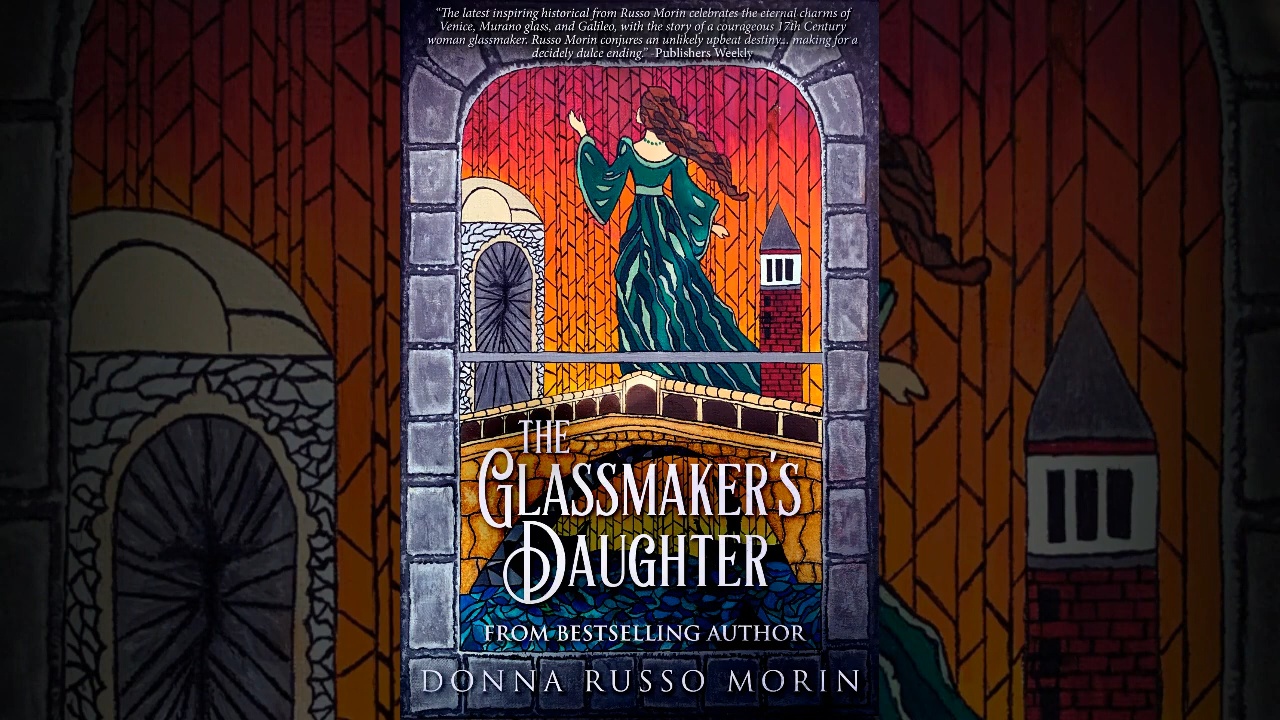 “The latest inspiring historical from Russo Morin celebrates the eternal charms of
Venice, Murano glass, and Galileo, with the story of a courageous 17th Century
woman glassmaker. Russo Morin conjures an unlikely upbeat destiny... making for a
decidely dulce ending.” -Publishers Weekly
THE
GLASSMAKER'S
DAUGHTER
FROM BESTSELLING AUTHOR
DONNA RUSSO MORIN